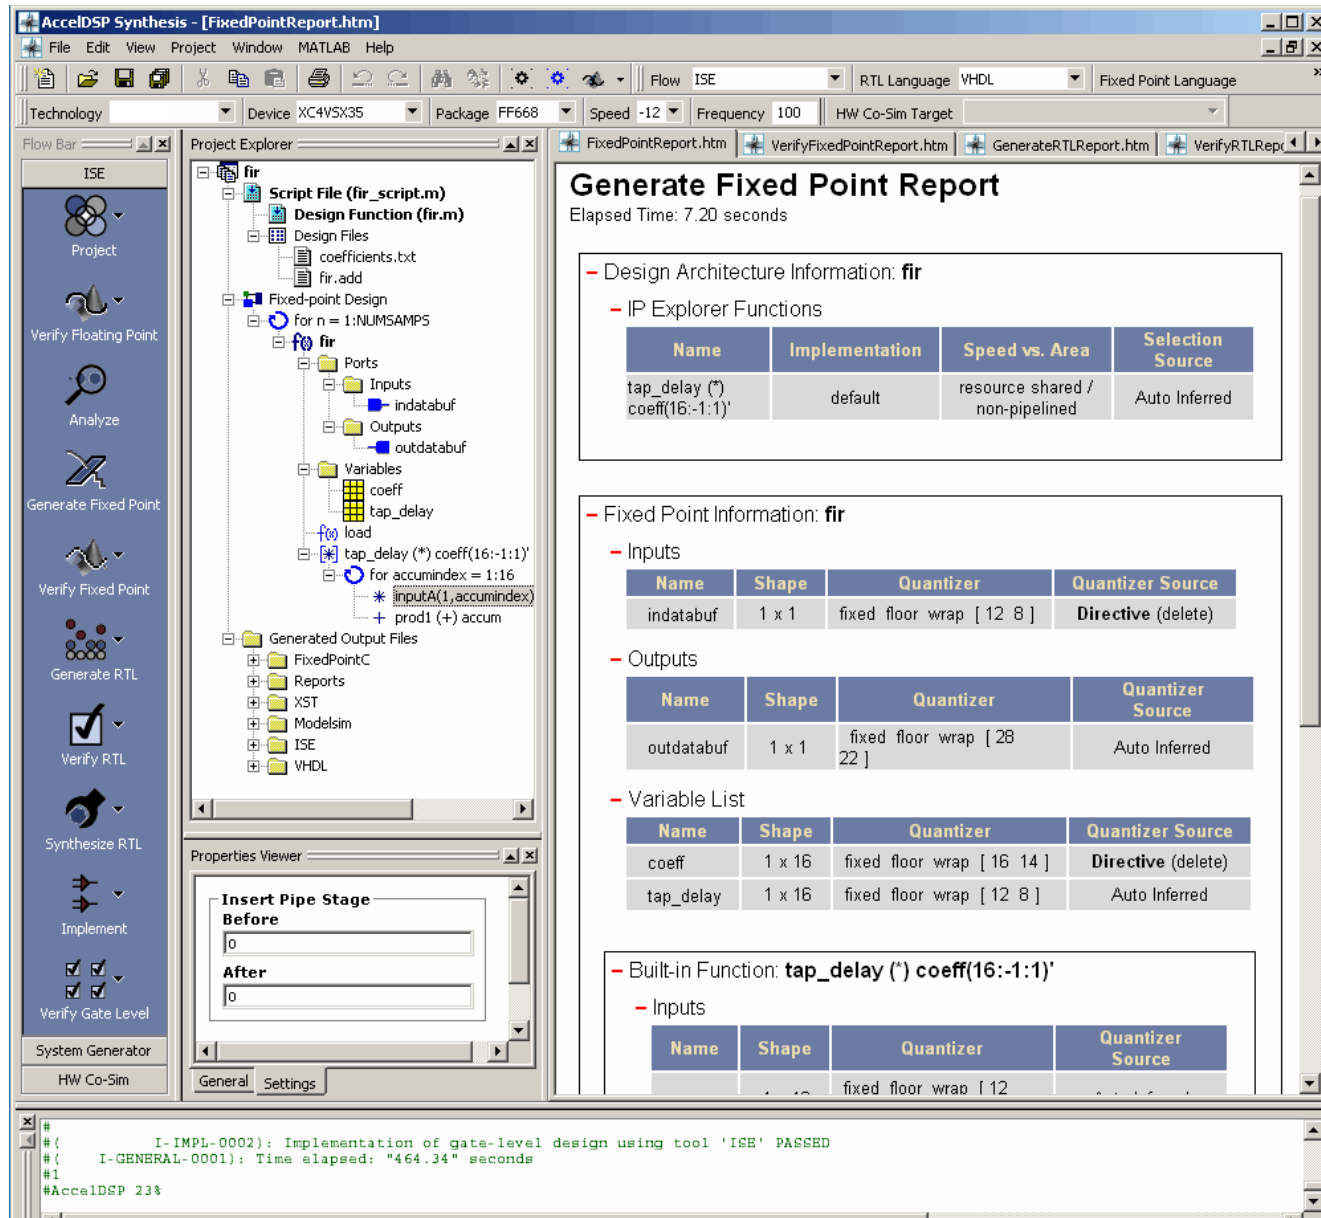 AccelDSP Synthesis - [FixedPointReport.htm]
File Edit View Project Window MATLAB Help
Flow ISE RTL Language VHDL Fixed Point Language
Technology Device XC4VSX35 Package FF668 Speed -12 Frequency 100 HW Co-Sim Target
Flow Bar
ISE
Project
Verify Floating Point
Analyze
Generate Fixed Point
Verify Fixed Point
Generate RTL
Verify RTL
Synthesize RTL
Implement
Verify Gate Level
System Generator
HW Co-Sim
Project Explorer
fir
Script File (fir_script.m)
Design Function (fir.m)
Design Files
coefficients.txt
fir.add
Fixed-point Design
for n = 1:NUMSAMPS
f(x) fir
Ports
Inputs
indatabuf
Outputs
outdatabuf
Variables
coeff
tap_delay
f(x) load
[*] tap_delay (*) coeff(16:-1:1)'
for accumindex = 1:16
* inputA(1,accumindex)
+ prod1 (+) accum
Generated Output Files
FixedPointC
Reports
XST
Modelsim
ISE
VHDL
Properties Viewer
Insert Pipe Stage
Before
0
After
0
General Settings
FixedPointReport.htm VerifyFixedPointReport.htm GenerateRTLReport.htm VerifyRTLRepo
Generate Fixed Point Report
Elapsed Time: 7.20 seconds
– Design Architecture Information: fir
– IP Explorer Functions
Name Implementation Speed vs. Area Selection Source
tap_delay (*) coeff(16:-1:1)' default resource shared / non-pipelined Auto Inferred
– Fixed Point Information: fir
– Inputs
Name Shape Quantizer Quantizer Source
indatabuf 1 x 1 fixed floor wrap [ 12 8 ] Directive (delete)
– Outputs
Name Shape Quantizer Quantizer Source
outdatabuf 1 x 1 fixed floor wrap [ 28 22 ] Auto Inferred
– Variable List
Name Shape Quantizer Quantizer Source
coeff 1 x 16 fixed floor wrap [ 16 14 ] Directive (delete)
tap_delay 1 x 16 fixed floor wrap [ 12 8 ] Auto Inferred
– Built-in Function: tap_delay (*) coeff(16:-1:1)'
– Inputs
Name Shape Quantizer Quantizer Source
fixed floor wrap [ 12
#
#( I-IMPL-0002): Implementation of gate-level design using tool 'ISE' PASSED
#( I-GENERAL-0001): Time elapsed: "464.34" seconds
#1
#AccelDSP 23%